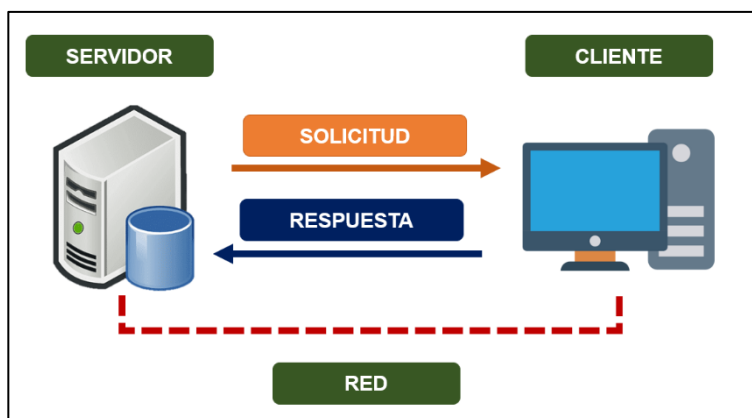 SERVIDOR
CLIENTE
SOLICITUD
RESPUESTA
RED